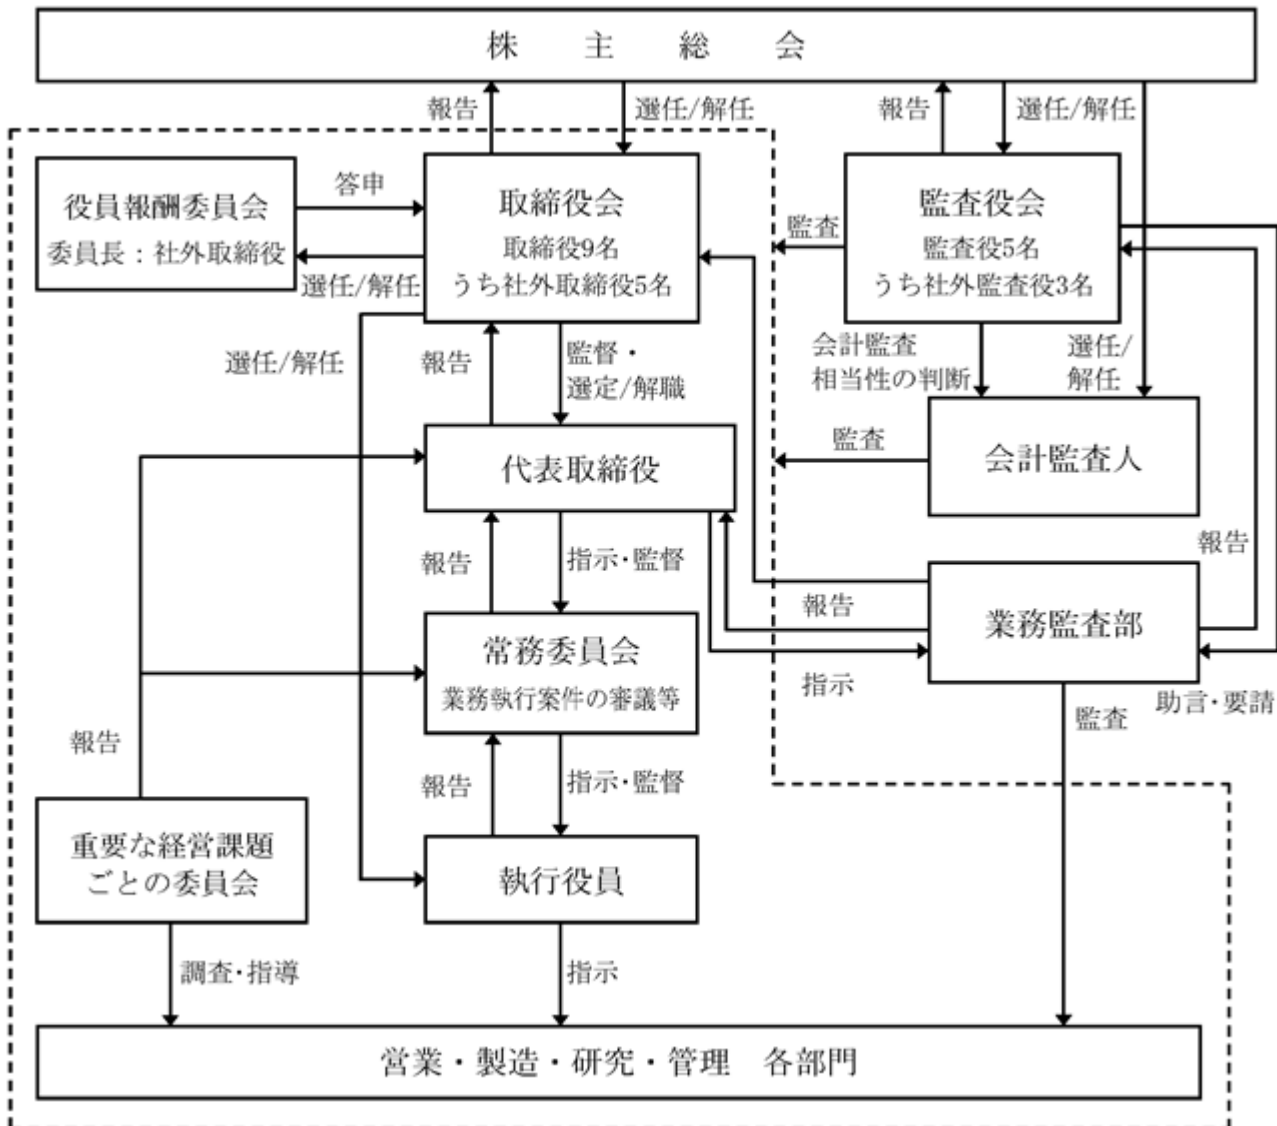 株主総会
報告
選任/解任
報告
選任/解任
役員報酬委員会
委員長：社外取締役
答申
選任/解任
取締役会
取締役9名
うち社外取締役5名
監査
監査役会
監査役5名
うち社外監査役3名
選任/解任
報告
監督・
選定/解職
会計監査
相当性の判断
選任/
解任
代表取締役
監査
会計監査人
報告
指示・監督
報告
報告
指示
業務監査部
助言・要請
監査
常務委員会
業務執行案件の審議等
報告
報告
指示・監督
重要な経営課題
ごとの委員会
執行役員
調査・指導
指示
営業・製造・研究・管理　各部門